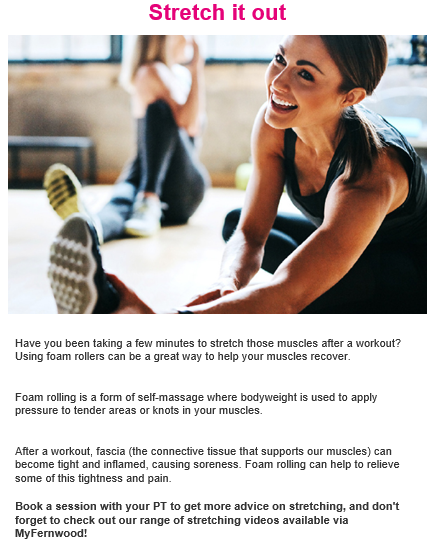 Stretch it out
Have you been taking a few minutes to stretch those muscles after a workout?
Using foam rollers can be a great way to help your muscles recover.
Foam rolling is a form of self-massage where bodyweight is used to apply
pressure to tender areas or knots in your muscles.
After a workout, fascia (the connective tissue that supports our muscles) can
become tight and inflamed, causing soreness. Foam rolling can help to relieve
some of this tightness and pain.
Book a session with your PT to get more advice on stretching, and don't
forget to check out our range of stretching videos available via
MyFernwood!